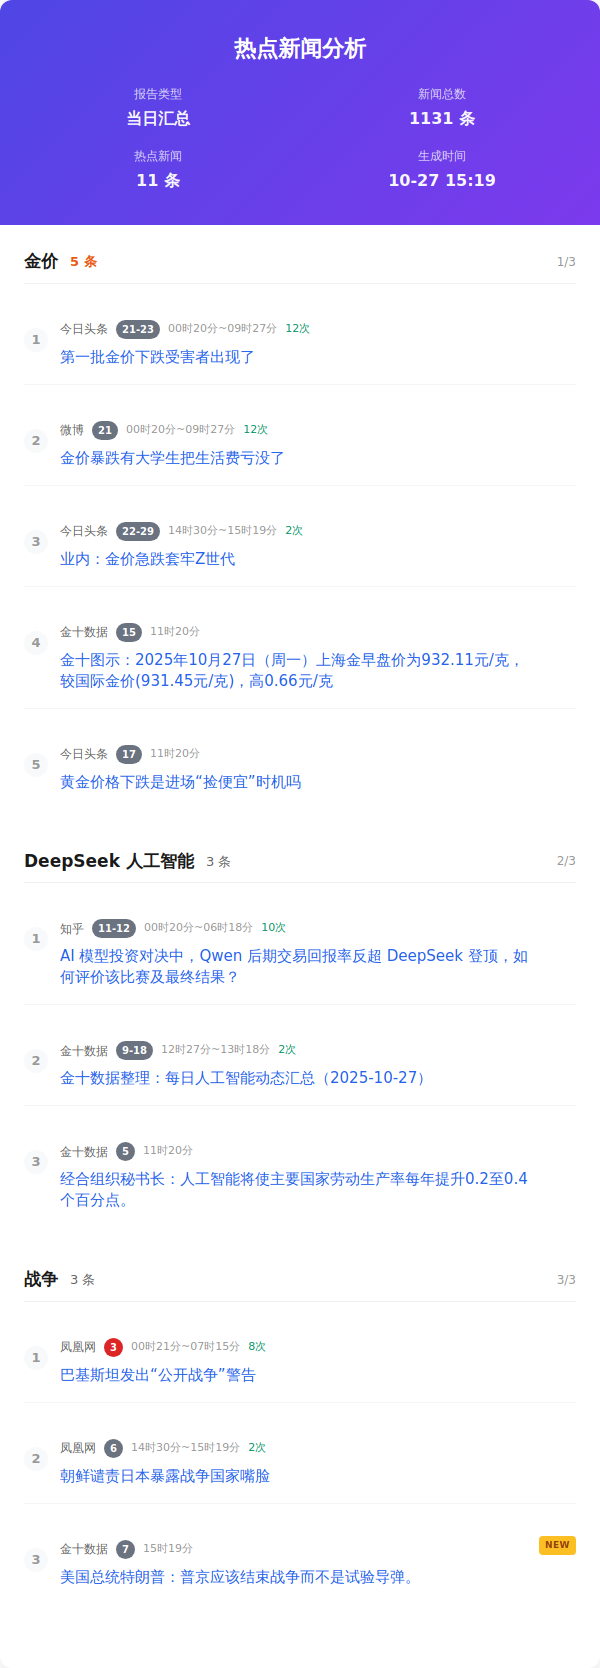 热点新闻分析
报告类型
当日汇总
新闻总数
1131 条
热点新闻
11 条
生成时间
10-27 15:19
金价 5 条 1/3
1 今日头条 21-23 00时20分~09时27分 12次
第一批金价下跌受害者出现了
2 微博 21 00时20分~09时27分 12次
金价暴跌有大学生把生活费亏没了
3 今日头条 22-29 14时30分~15时19分 2次
业内：金价急跌套牢Z世代
4 金十数据 15 11时20分
金十图示：2025年10月27日（周一）上海金早盘价为932.11元/克，
较国际金价(931.45元/克)，高0.66元/克
5 今日头条 17 11时20分
黄金价格下跌是进场“捡便宜”时机吗
DeepSeek 人工智能 3 条 2/3
1 知乎 11-12 00时20分~06时18分 10次
AI 模型投资对决中，Qwen 后期交易回报率反超 DeepSeek 登顶，如
何评价该比赛及最终结果？
2 金十数据 9-18 12时27分~13时18分 2次
金十数据整理：每日人工智能动态汇总（2025-10-27）
3 金十数据 5 11时20分
经合组织秘书长：人工智能将使主要国家劳动生产率每年提升0.2至0.4
个百分点。
战争 3 条 3/3
1 凤凰网 3 00时21分~07时15分 8次
巴基斯坦发出“公开战争”警告
2 凤凰网 6 14时30分~15时19分 2次
朝鲜谴责日本暴露战争国家嘴脸
3 金十数据 7 15时19分 NEW
美国总统特朗普：普京应该结束战争而不是试验导弹。